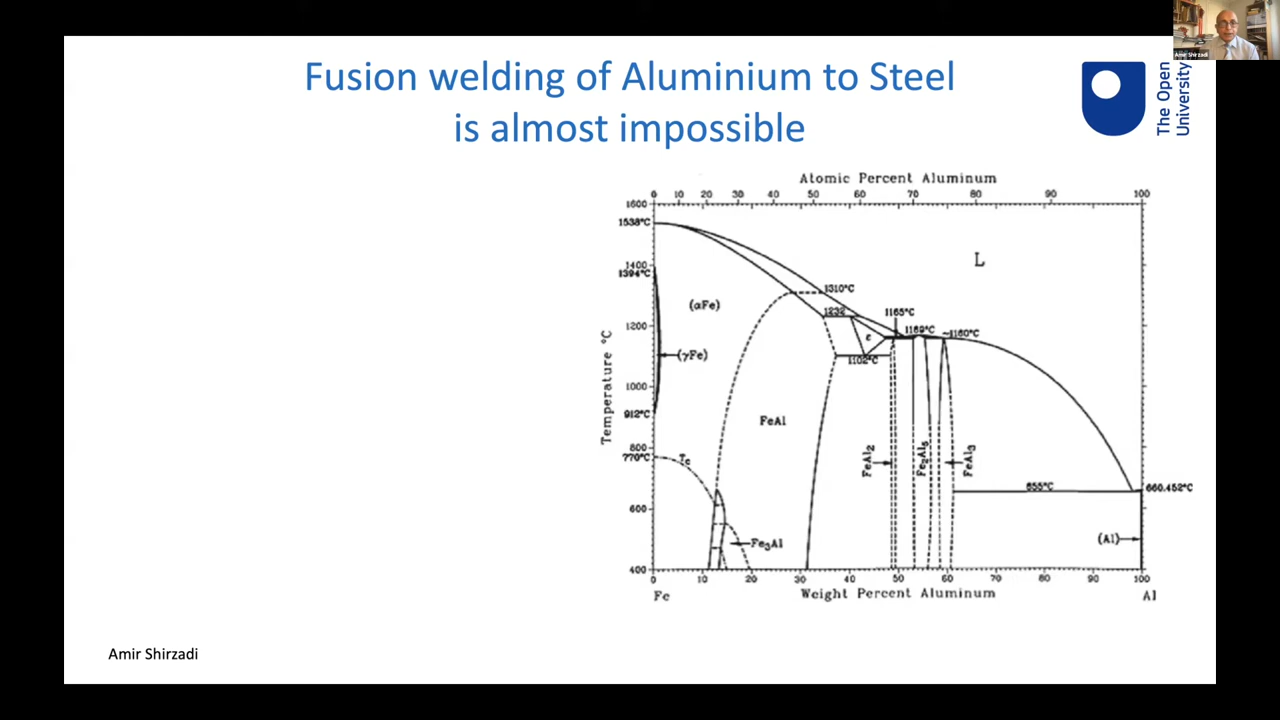 Amir Shirzadi
Fusion welding of Aluminium to Steel
is almost impossible
The Open
University
Atomic Percent Aluminum
0 10 20 30 40 50 60 70 80 90 100
1600
1538°C
1400
1394°C
1200
1000
912°C
800
770°C
600
400
Temperature °C
L
1310°C
1232
1165°C
1169°C
~1160°C
ε
1102°C
(αFe)
(γFe)
FeAl
FeAl2
Fe2Al5
FeAl3
Tc
Fe3Al
655°C
660.452°C
(Al)
0 10 20 30 40 50 60 70 80 90 100
Fe
Weight Percent Aluminum
Al
Amir Shirzadi